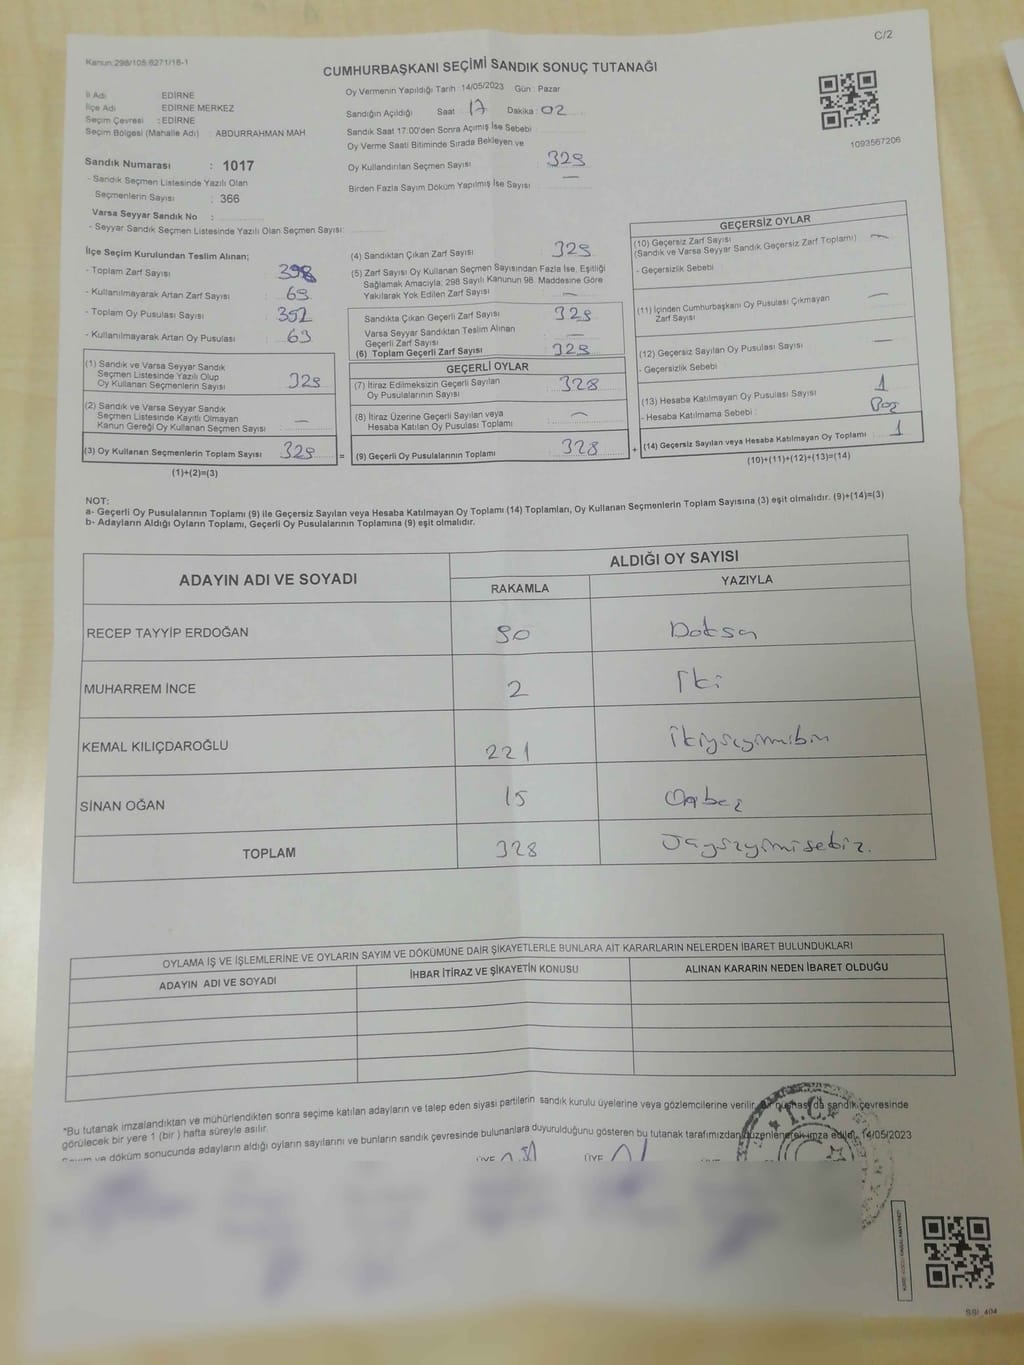 C/2
Kanun:298/105,6271/16-1
CUMHURBAŞKANI SEÇİMİ SANDIK SONUÇ TUTANAĞI
İl Adı EDİRNE
İlçe Adı EDİRNE MERKEZ
Seçim Çevresi : EDİRNE
Seçim Bölgesi (Mahalle Adı) : ABDURRAHMAN MAH
Sandık Numarası : 1017
- Sandık Seçmen Listesinde Yazılı Olan
Seçmenlerin Sayısı : 366
Varsa Seyyar Sandık No :
- Seyyar Sandık Seçmen Listesinde Yazılı Olan Seçmen Sayısı:
Oy Vermenin Yapıldığı Tarih :14/05/2023 Gün : Pazar
Sandığın Açıldığı Saat : 17 Dakika : 02
Sandık Saat 17:00'den Sonra Açımış İse Sebebi
Oy Verme Saati Bitiminde Sırada Bekleyen ve
Oy Kullandırılan Seçmen Sayısı : 329
Birden Fazla Sayım Döküm Yapılmış İse Sayısı : —
1093567206
İlçe Seçim Kurulundan Teslim Alınan;
- Toplam Zarf Sayısı : 398
- Kullanılmayarak Artan Zarf Sayısı : 69
- Toplam Oy Pusulası Sayısı : 392
- Kullanılmayarak Artan Oy Pusulası : 63
(1) Sandık ve Varsa Seyyar Sandık
Seçmen Listesinde Yazılı Olup
Oy Kullanan Seçmenlerin Sayısı : 329
(2) Sandık ve Varsa Seyyar Sandık
Seçmen Listesinde Kayıtlı Olmayan
Kanun Gereği Oy Kullanan Seçmen Sayısı : —
(3) Oy Kullanan Seçmenlerin Toplam Sayısı : 329 =
(1)+(2)=(3)
(4) Sandıktan Çıkan Zarf Sayısı : 329
(5) Zarf Sayısı Oy Kullanan Seçmen Sayısından Fazla İse, Eşitliği
Sağlamak Amacıyla; 298 Sayılı Kanunun 98. Maddesine Göre
Yakılarak Yok Edilen Zarf Sayısı : —
Sandıkta Çıkan Geçerli Zarf Sayısı : 329
Varsa Seyyar Sandıktan Teslim Alınan
Geçerli Zarf Sayısı : —
(6) Toplam Geçerli Zarf Sayısı : 329
GEÇERLİ OYLAR
(7) İtiraz Edilmeksizin Geçerli Sayılan
Oy Pusulalarının Sayısı : 328
(8) İtiraz Üzerine Geçerli Sayılan veya
Hesaba Katılan Oy Pusulası Toplamı : —
(9) Geçerli Oy Pusulalarının Toplamı : 328 +
GEÇERSİZ OYLAR
(10) Geçersiz Zarf Sayısı
(Sandık ve Varsa Seyyar Sandık Geçersiz Zarf Toplamı) : —
- Geçersizlik Sebebi :
(11) İçinden Cumhurbaşkanı Oy Pusulası Çıkmayan
Zarf Sayısı : —
(12) Geçersiz Sayılan Oy Pusulası Sayısı : —
- Geçersizlik Sebebi
(13) Hesaba Katılmayan Oy Pusulası Sayısı : 1
- Hesaba Katılmama Sebebi : Boş
(14) Geçersiz Sayılan veya Hesaba Katılmayan Oy Toplamı : 1
(10)+(11)+(12)+(13)=(14)
NOT:
a- Geçerli Oy Pusulalarının Toplamı (9) ile Geçersiz Sayılan veya Hesaba Katılmayan Oy Toplamı (14) Toplamları, Oy Kullanan Seçmenlerin Toplam Sayısına (3) eşit olmalıdır. (9)+(14)=(3)
b- Adayların Aldığı Oyların Toplamı, Geçerli Oy Pusulalarının Toplamına (9) eşit olmalıdır.
ADAYIN ADI VE SOYADI
ALDIĞI OY SAYISI
RAKAMLA YAZIYLA
RECEP TAYYİP ERDOĞAN 90 Doksan
MUHARREM İNCE 2 İki
KEMAL KILIÇDAROĞLU 221 İkiyüzyirmibir
SİNAN OĞAN 15 Onbeş
TOPLAM 328 Üçyüzyirmisekiz.
OYLAMA İŞ VE İŞLEMLERİNE VE OYLARIN SAYIM VE DÖKÜMÜNE DAİR ŞİKAYETLERLE BUNLARA AİT KARARLARIN NELERDEN İBARET BULUNDUKLARI
ADAYIN ADI VE SOYADI İHBAR İTİRAZ VE ŞİKAYETİN KONUSU ALINAN KARARIN NEDEN İBARET OLDUĞU
*Bu tutanak imzalandıktan ve mühürlendikten sonra seçime katılan adayların ve talep eden siyasi partilerin sandık kurulu üyelerine veya gözlemcilerine verilir. Bir nüshası da sandık çevresinde
görülecek bir yere 1 (bir ) hafta süreyle asılır.
Sayım ve döküm sonucunda adayların aldığı oyların sayılarını ve bunların sandık çevresinde bulunanlara duyurulduğunu gösteren bu tutanak tarafımızdan düzenlenerek imza edildi. 14/05/2023
T.C.
ÜYE ÜYE
SSI_404